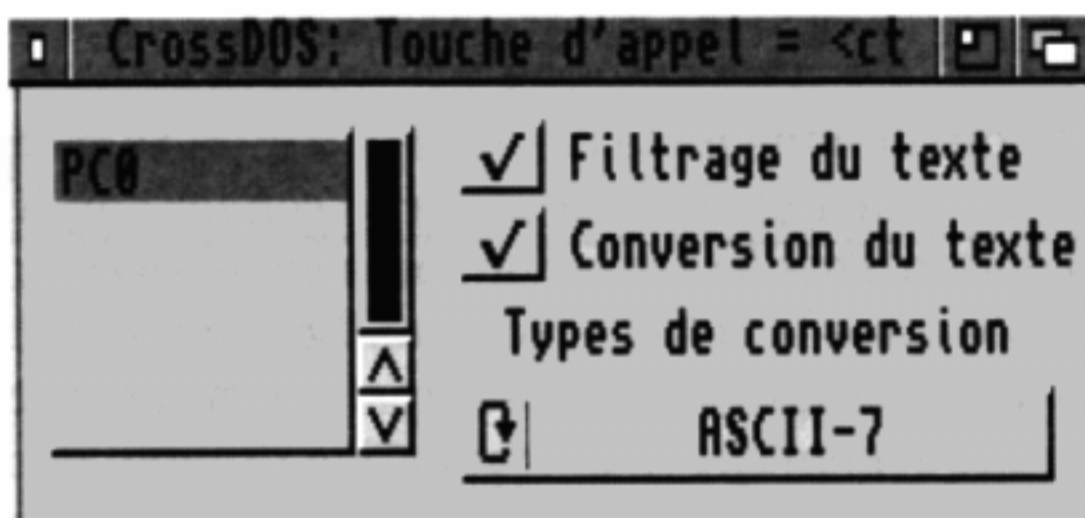 CrossDOS: Touche d'appel = <ct
PC0
Filtrage du texte
Conversion du texte
Types de conversion
ASCII-7